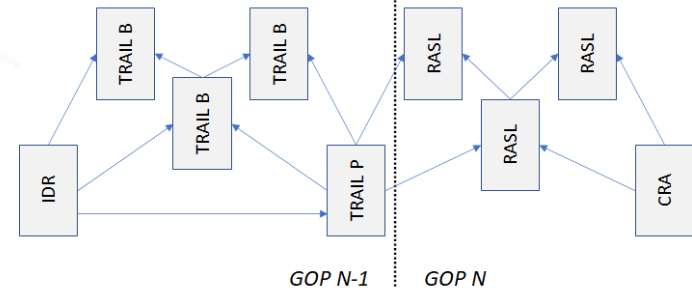 TRAIL B
TRAIL B
RASL
RASL
TRAIL B
RASL
IDR
TRAIL P
CRA
GOP N-1
GOP N